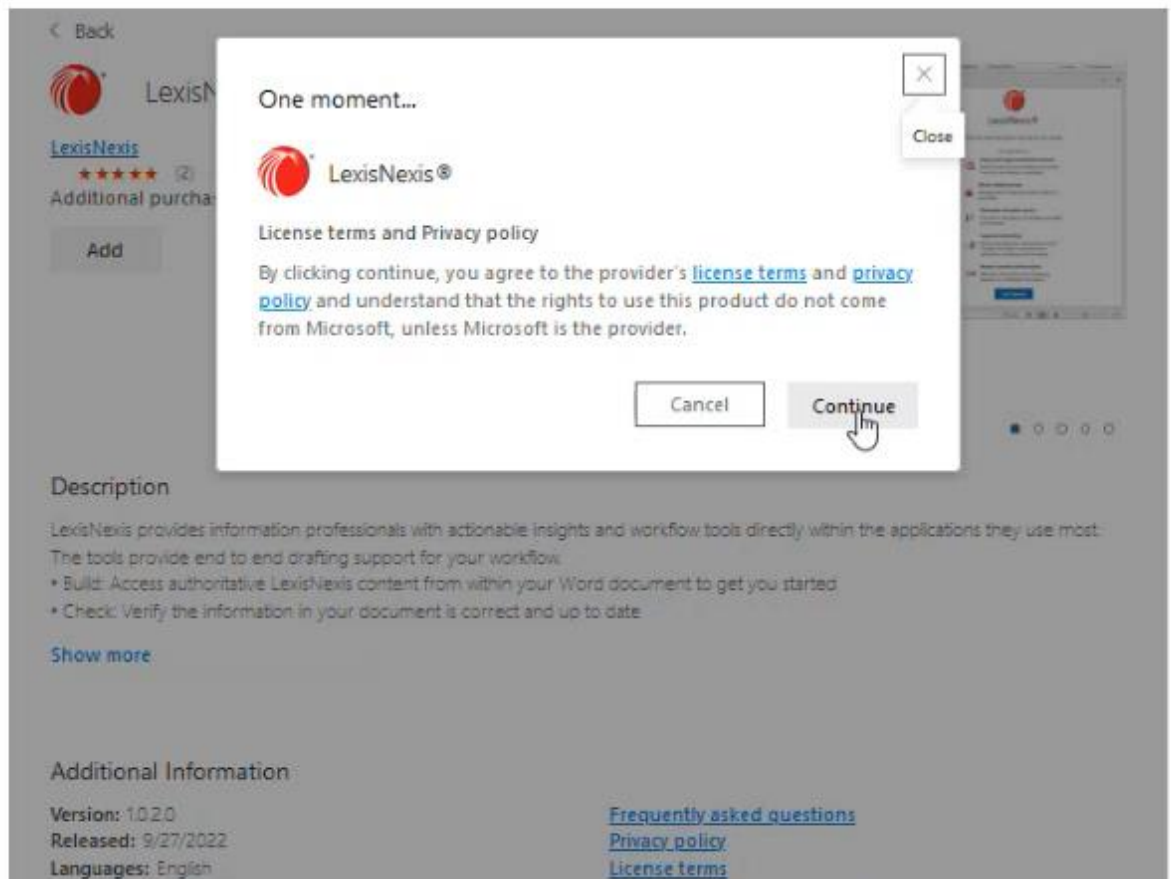 Back
LexisN
LexisNexis
(2)
Additional purcha
Add
One moment...
Close
LexisNexis®
License terms and Privacy policy
By clicking continue, you agree to the provider's license terms and privacy
policy and understand that the rights to use this product do not come
from Microsoft, unless Microsoft is the provider.
Cancel
Continue
Description
LexisNexis provides information professionals with actionable insights and workflow tools directly within the applications they use most.
The tools provide end to end drafting support for your workflow.
• Build: Access authoritative LexisNexis content from within your Word document to get you started
• Check: Verify the information in your document is correct and up to date
Show more
Additional Information
Version: 1.0.2.0
Released: 9/27/2022
Languages: English
Frequently asked questions
Privacy policy
License terms